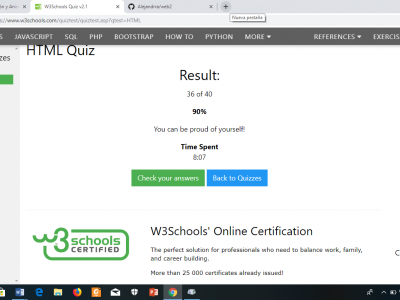 n y Arc
W3Schools Quiz v2.1
Alejandrro/web2
Nueva pestaña
www.w3schools.com/quiztest/quiztest.asp?qtest=HTML
JAVASCRIPT SQL PHP BOOTSTRAP HOW TO PYTHON MORE REFERENCES EXERCIS
zzes
HTML Quiz
Result:
36 of 40
90%
You can be proud of yourself!
Time Spent
8:07
Check your answers Back to Quizzes
w3schools
CERTIFIED
W3Schools' Online Certification
The perfect solution for professionals who need to balance work, family,
and career building.
C
More than 25 000 certificates already issued!